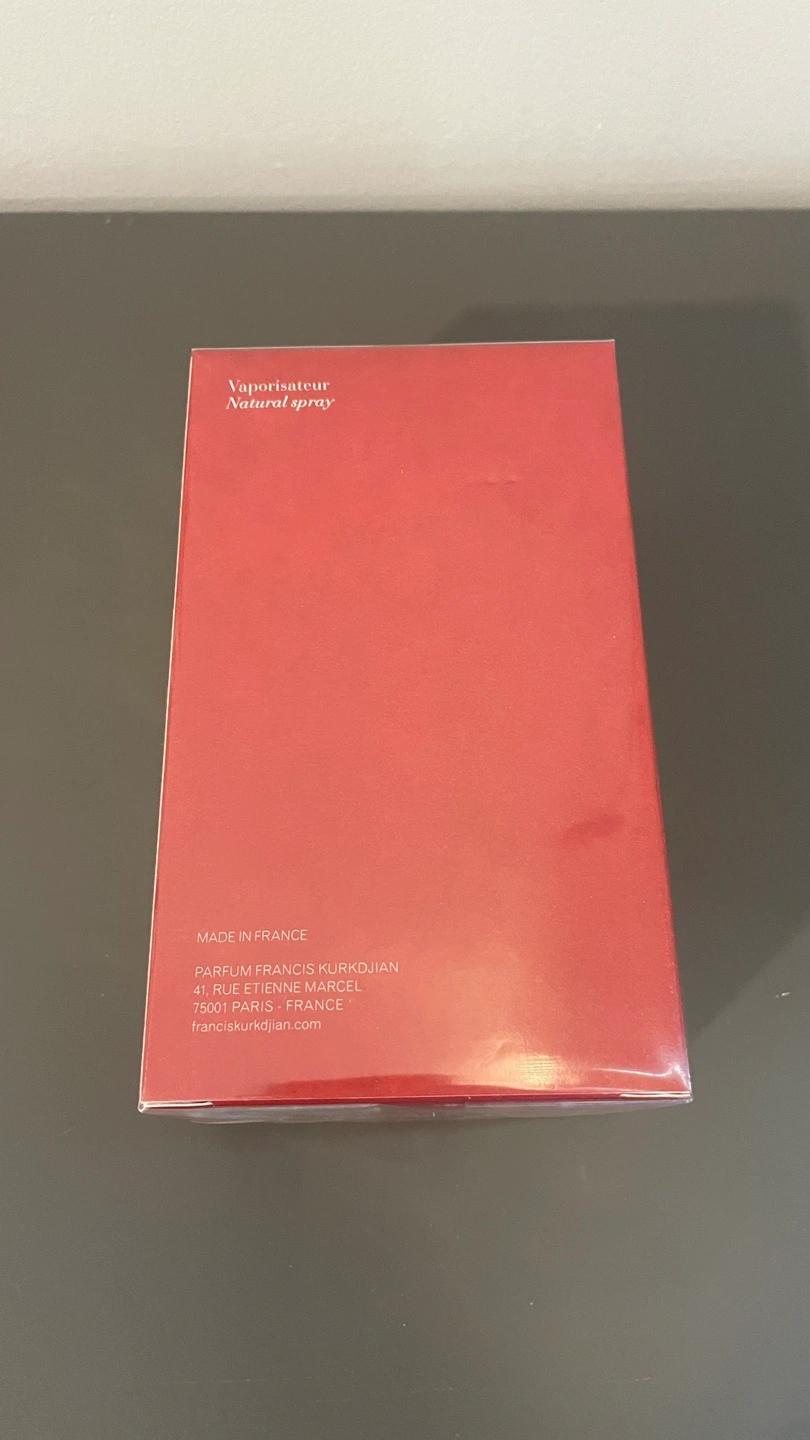 Vaporisateur
Natural spray
MADE IN FRANCE
PARFUM FRANCIS KURKDJIAN
41, RUE ETIENNE MARCEL
75001 PARIS - FRANCE
franciskurkdjian.com